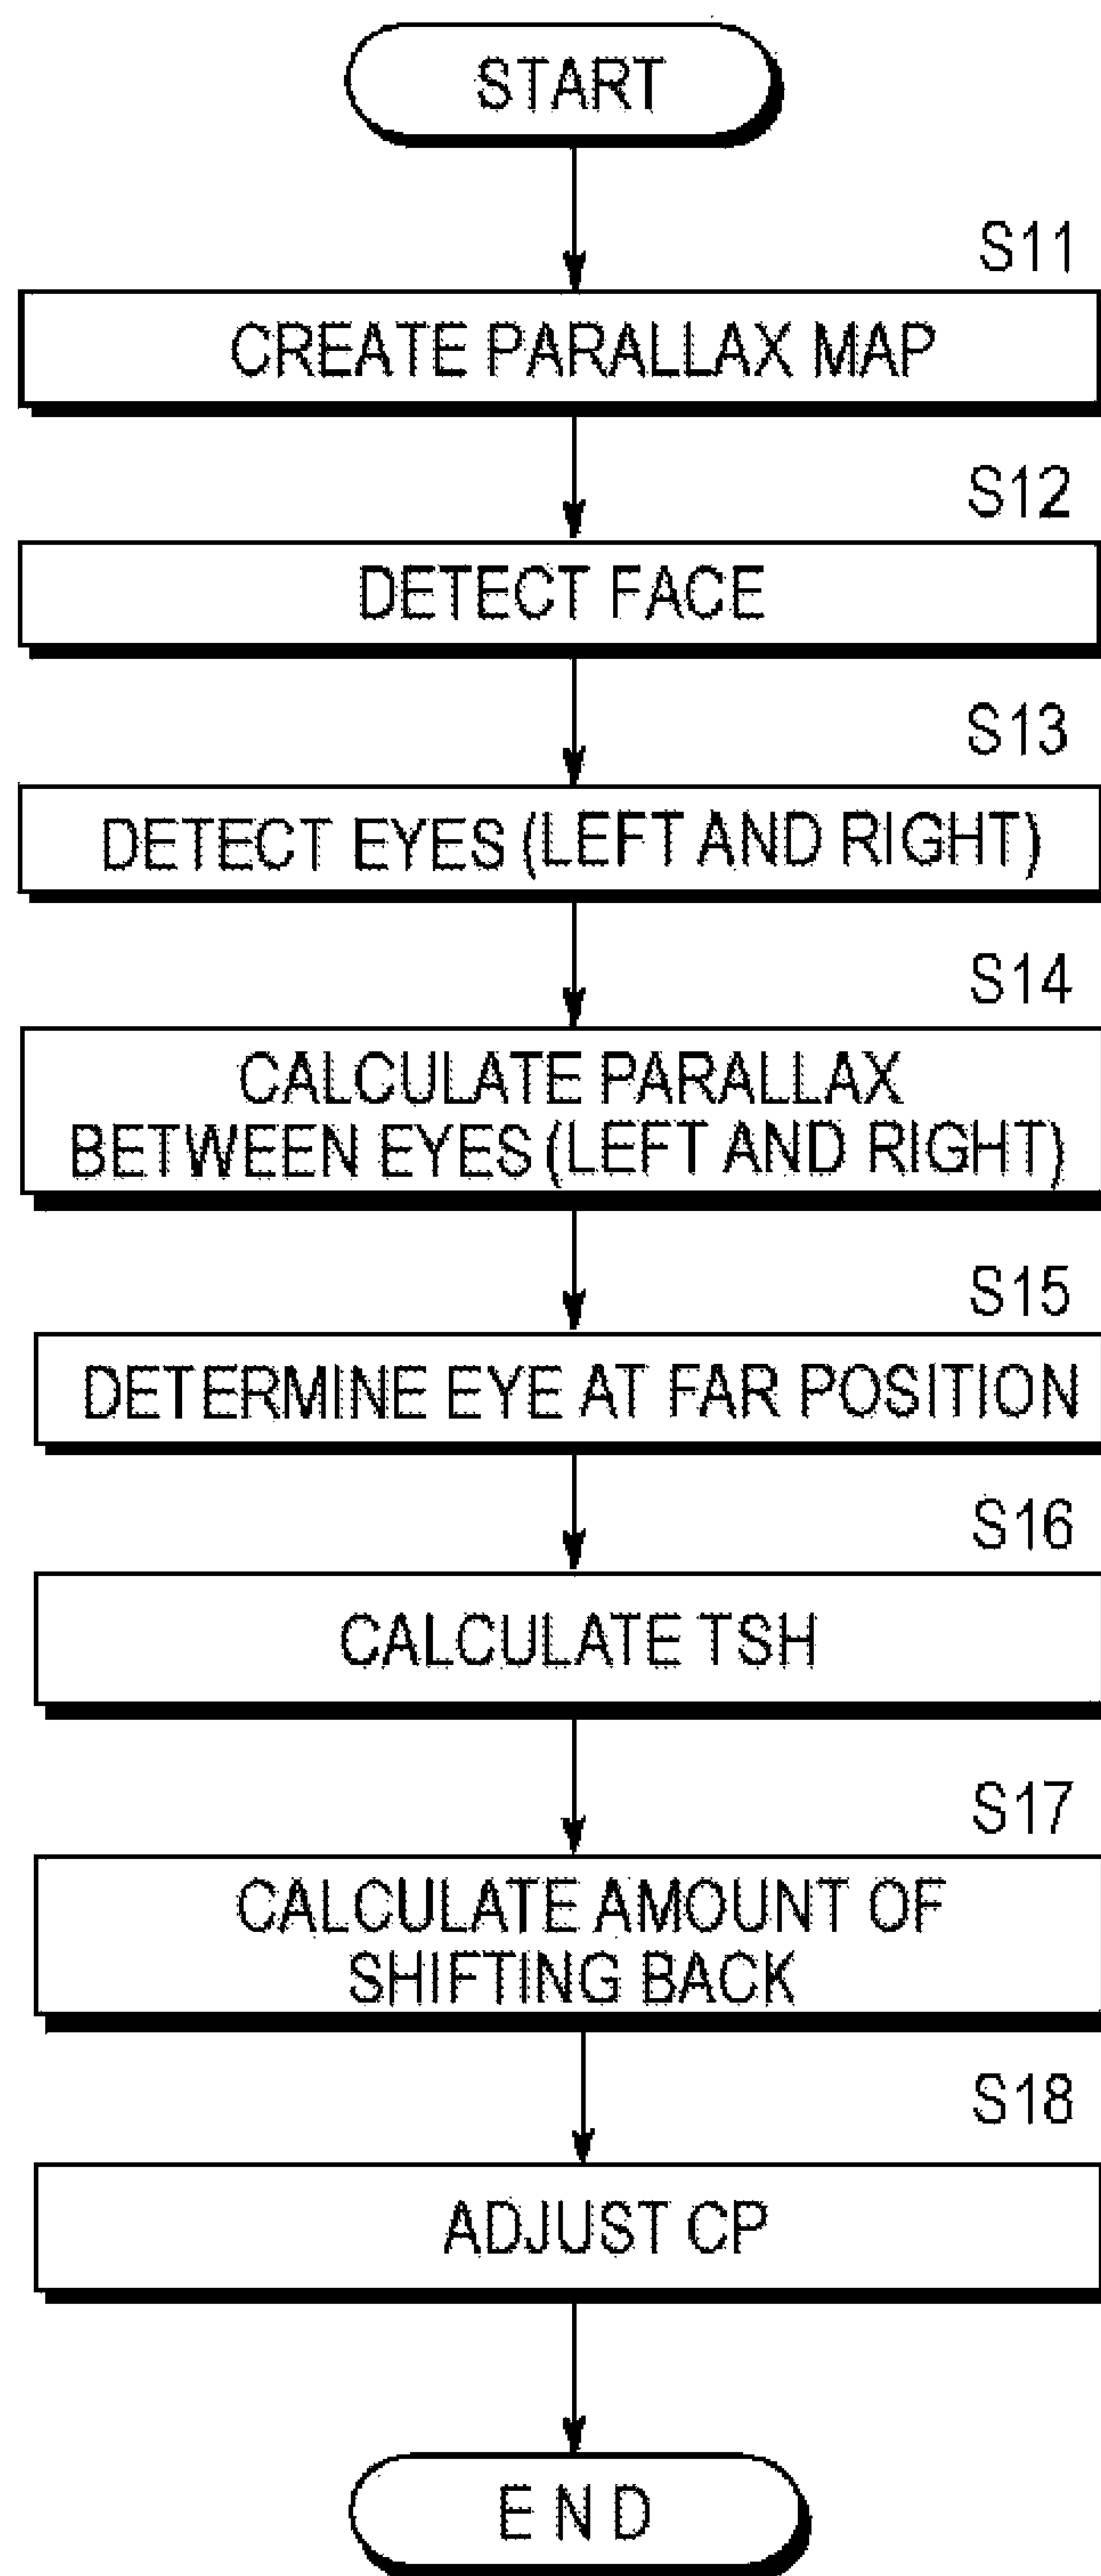 START
S11
CREATE PARALLAX MAP
S12
DETECT FACE
S13
DETECT EYES (LEFT AND RIGHT)
S14
CALCULATE PARALLAX
BETWEEN EYES (LEFT AND RIGHT)
S15
DETERMINE EYE AT FAR POSITION
S16
CALCULATE TSH
S17
CALCULATE AMOUNT OF
SHIFTING BACK
S18
ADJUST CP
END